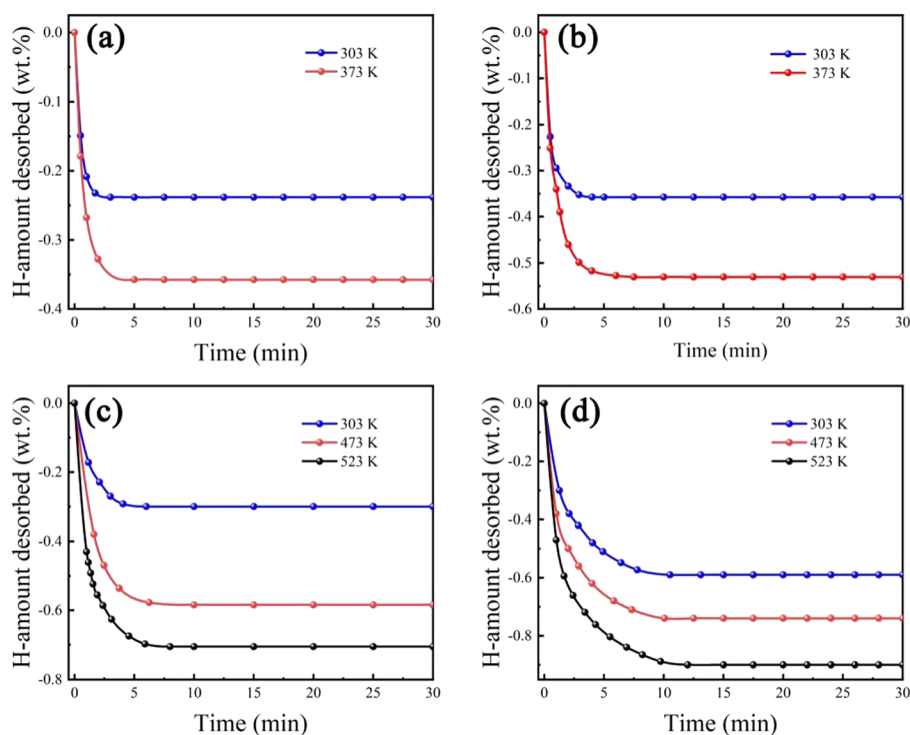 (a)
303 K
373 K
H-amount desorbed (wt.%)
0.0
-0.1
-0.2
-0.3
-0.4
0 5 10 15 20 25 30
Time (min)
(b)
303 K
373 K
H-amount desorbed (wt.%)
0.0
-0.1
-0.2
-0.3
-0.4
-0.5
-0.6
0 5 10 15 20 25 30
Time (min)
(c)
303 K
473 K
523 K
H-amount desorbed (wt.%)
0.0
-0.2
-0.4
-0.6
-0.8
0 5 10 15 20 25 30
Time (min)
(d)
303 K
473 K
523 K
H-amount desorbed (wt.%)
0.0
-0.2
-0.4
-0.6
-0.8
0 5 10 15 20 25 30
Time (min)